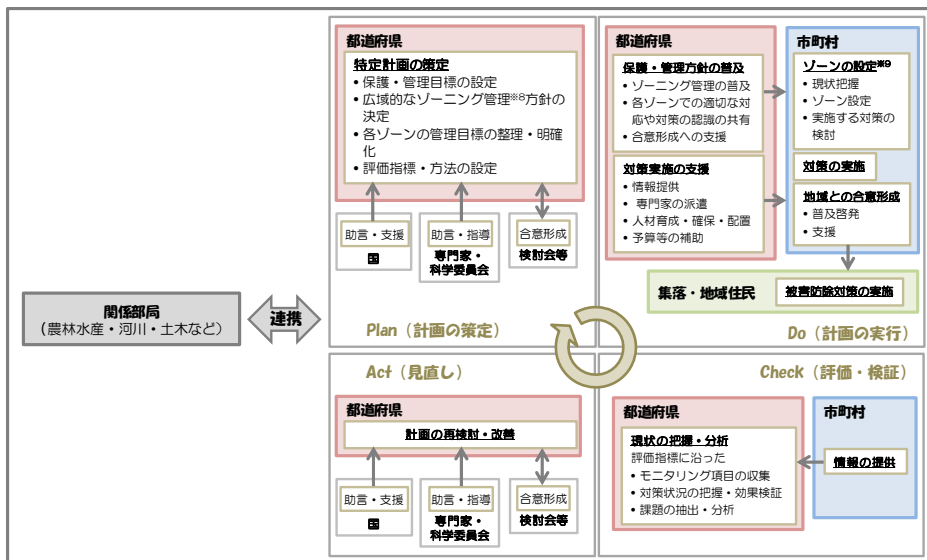 都道府県
特定計画の策定
• 保護・管理目標の設定
• 広域的なゾーニング管理※8方針の
決定
• 各ゾーンの管理目標の整理・明確
化
• 評価指標・方法の設定
助言・支援
国
助言・指導
専門家・
科学委員会
合意形成
検討会等
Plan（計画の策定）
都道府県
保護・管理方針の普及
• ゾーニング管理の普及
• 各ゾーンでの適切な対
応や対策の認識の共有
• 合意形成への支援
対策実施の支援
• 情報提供
• 専門家の派遣
• 人材育成・確保・配置
• 予算等の補助
市町村
ゾーンの設定※9
• 現状把握
• ゾーン設定
• 実施する対策の
検討
対策の実施
地域との合意形成
• 普及啓発
• 支援
集落・地域住民
被害防除対策の実施
Do（計画の実行）
関係部局
（農林水産・河川・土木など）
連携
Act（見直し）
都道府県
計画の再検討・改善
助言・支援
国
助言・指導
専門家・
科学委員会
合意形成
検討会等
Check（評価・検証）
都道府県
現状の把握・分析
評価指標に沿った
• モニタリング項目の収集
• 対策状況の把握・効果検証
• 課題の抽出・分析
市町村
情報の提供